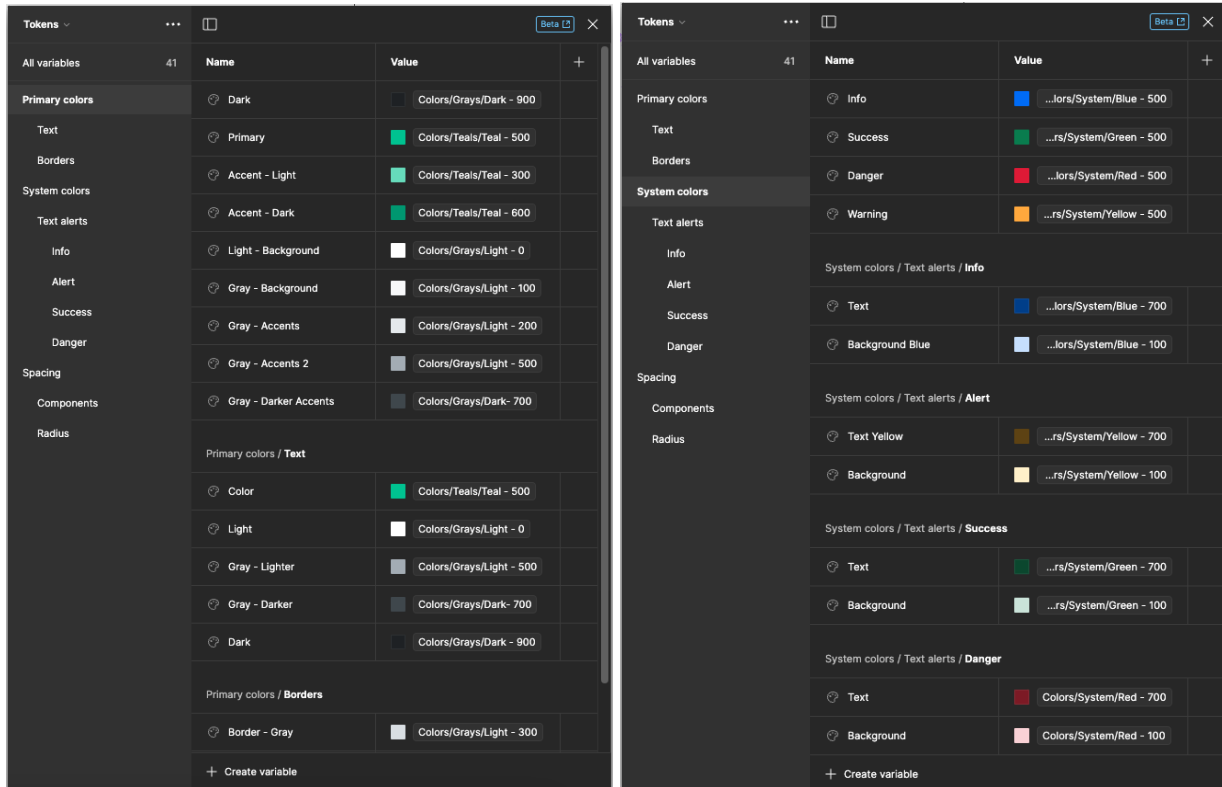 Tokens
Beta
All variables 41
Name Value
Primary colors
Text
Borders
System colors
Text alerts
Info
Alert
Success
Danger
Spacing
Components
Radius
Dark Colors/Grays/Dark - 900
Primary Colors/Teals/Teal - 500
Accent - Light Colors/Teals/Teal - 300
Accent - Dark Colors/Teals/Teal - 600
Light - Background Colors/Grays/Light - 0
Gray - Background Colors/Grays/Light - 100
Gray - Accents Colors/Grays/Light - 200
Gray - Accents 2 Colors/Grays/Light - 500
Gray - Darker Accents Colors/Grays/Dark- 700
Primary colors / Text
Color Colors/Teals/Teal - 500
Light Colors/Grays/Light - 0
Gray - Lighter Colors/Grays/Light - 500
Gray - Darker Colors/Grays/Dark- 700
Dark Colors/Grays/Dark - 900
Primary colors / Borders
Border - Gray Colors/Grays/Light - 300
Create variable
Tokens
Beta
All variables 41
Name Value
Primary colors
Text
Borders
System colors
Text alerts
Info
Alert
Success
Danger
Spacing
Components
Radius
Info ...lors/System/Blue - 500
Success ...rs/System/Green - 500
Danger ...lors/System/Red - 500
Warning ...rs/System/Yellow - 500
System colors / Text alerts / Info
Text ...lors/System/Blue - 700
Background Blue ...lors/System/Blue - 100
System colors / Text alerts / Alert
Text Yellow ...rs/System/Yellow - 700
Background ...rs/System/Yellow - 100
System colors / Text alerts / Success
Text ...rs/System/Green - 700
Background ...rs/System/Green - 100
System colors / Text alerts / Danger
Text Colors/System/Red - 700
Background Colors/System/Red - 100
Create variable